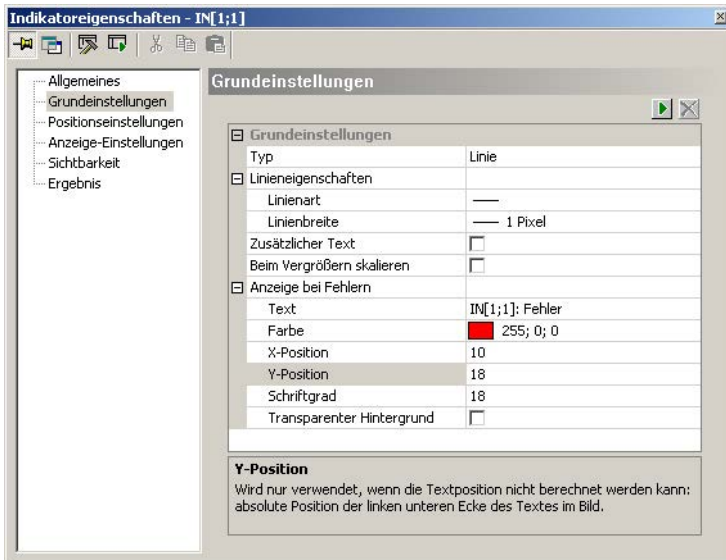 Indikatoreigenschaften - IN[1;1]
Allgemeines
Grundeinstellungen
Positionseinstellungen
Anzeige-Einstellungen
Sichtbarkeit
Ergebnis
Grundeinstellungen
Grundeinstellungen
Typ Linie
Linieneigenschaften
Linienart
Linienbreite 1 Pixel
Zusätzlicher Text
Beim Vergrößern skalieren
Anzeige bei Fehlern
Text IN[1;1]: Fehler
Farbe 255; 0; 0
X-Position 10
Y-Position 18
Schriftgrad 18
Transparenter Hintergrund
Y-Position
Wird nur verwendet, wenn die Textposition nicht berechnet werden kann:
absolute Position der linken unteren Ecke des Textes im Bild.